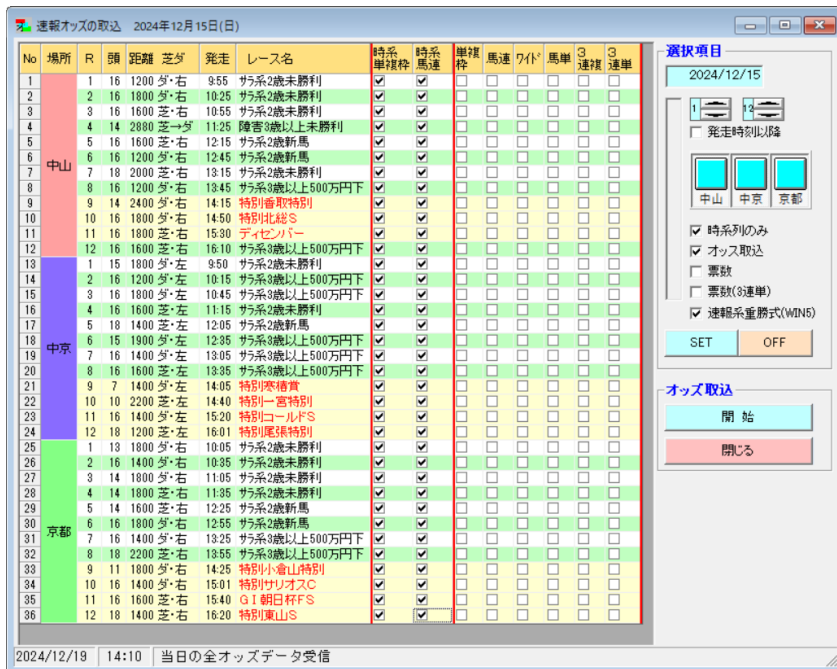 速報オッズの取込 2024年12月15日(日)
No 場所 R 頭 距離 芝ダ 発走 レース名 時系単複枠 時系馬連 単複枠 馬連 ワイド 馬単 3連複 3連単
1 1 16 1200 ダ・右 9:55 サラ系2歳未勝利
2 2 16 1800 ダ・右 10:25 サラ系2歳未勝利
3 3 16 1600 芝・右 10:55 サラ系2歳未勝利
4 4 14 2880 芝→ダ 11:25 障害3歳以上未勝利
5 5 16 1600 芝・右 12:15 サラ系2歳新馬
6 6 16 1200 ダ・右 12:45 サラ系2歳新馬
中山
7 7 18 2000 芝・右 13:15 サラ系2歳未勝利
8 8 16 1200 ダ・右 13:45 サラ系3歳以上500万円下
9 9 14 2400 ダ・右 14:15 特別香取特別
10 10 16 1800 ダ・右 14:50 特別北総S
11 11 16 1800 芝・右 15:30 ディセンバー
12 12 16 1600 芝・右 16:10 サラ系3歳以上500万円下
13 1 15 1800 ダ・左 9:50 サラ系2歳未勝利
14 2 16 1200 ダ・左 10:15 サラ系3歳以上500万円下
15 3 16 1800 ダ・左 10:45 サラ系3歳以上500万円下
16 4 16 1600 芝・左 11:15 サラ系2歳未勝利
17 5 18 1400 芝・左 12:05 サラ系2歳新馬
18 6 15 1900 ダ・左 12:35 サラ系3歳以上500万円下
中京
19 7 16 1400 ダ・左 13:05 サラ系3歳以上500万円下
20 8 16 1600 芝・左 13:35 サラ系3歳以上500万円下
21 9 7 1400 ダ・左 14:05 特別寒椿賞
22 10 10 2200 芝・左 14:40 特別一宮特別
23 11 16 1400 ダ・左 15:20 特別コールドS
24 12 18 1200 芝・左 16:01 特別尾張特別
25 1 13 1800 ダ・右 10:05 サラ系2歳未勝利
26 2 16 1400 ダ・右 10:35 サラ系2歳未勝利
27 3 14 1800 ダ・右 11:05 サラ系2歳未勝利
28 4 14 1800 芝・右 11:35 サラ系2歳未勝利
29 5 14 1600 芝・右 12:25 サラ系2歳新馬
30 6 16 1800 ダ・右 12:55 サラ系2歳新馬
京都
31 7 16 1400 ダ・右 13:25 サラ系3歳以上500万円下
32 8 18 2200 芝・右 13:55 サラ系3歳以上500万円下
33 9 11 1800 ダ・右 14:25 特別小倉山特別
34 10 16 1400 ダ・右 15:01 特別サリオスC
35 11 16 1600 芝・右 15:40 GI朝日杯FS
36 12 18 1400 芝・右 16:20 特別東山S
選択項目
2024/12/15
1 12
発走時刻以降
中山 中京 京都
時系列のみ
オッズ取込
票数
票数(3連単)
速報系重勝式(WIN5)
SET OFF
オッズ取込
開 始
閉じる
2024/12/19 14:10 当日の全オッズデータ受信